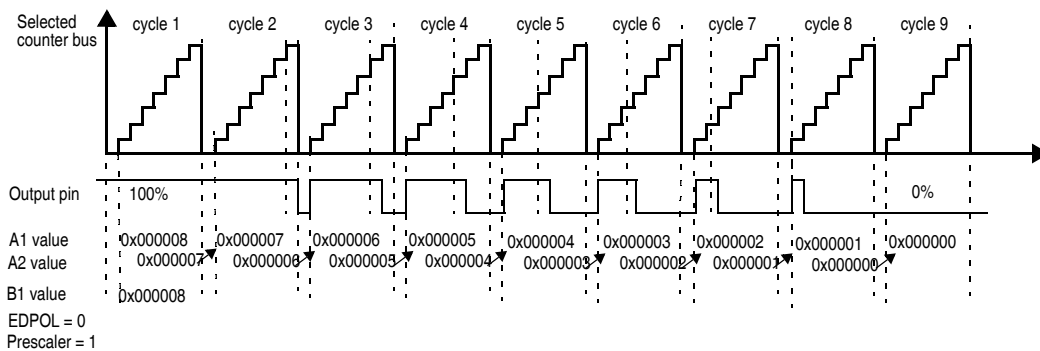 Selected counter bus
cycle 1 cycle 2 cycle 3 cycle 4 cycle 5 cycle 6 cycle 7 cycle 8 cycle 9
Output pin 100% 0%
A1 value 0x000008 0x000007 0x000006 0x000005 0x000004 0x000003 0x000002 0x000001 0x000000
A2 value 0x000007 0x000006 0x000005 0x000004 0x000003 0x000002 0x000001 0x000000
B1 value 0x000008
EDPOL = 0
Prescaler = 1